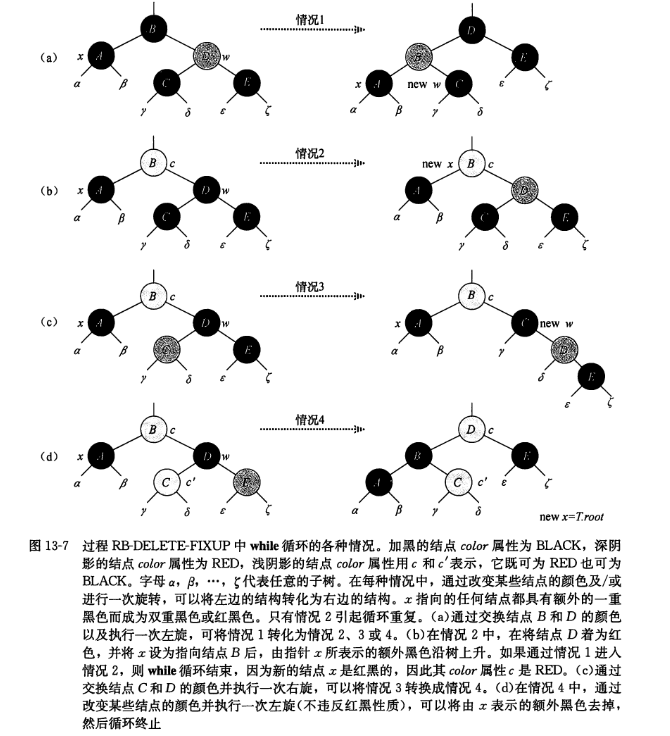 情况1
(a) B
x A D w
C E
α β γ δ ε ζ
D
B E
x A new w C ε ζ
α β γ δ
情况2
(b) B c
x A D w
α β C E
γ δ ε ζ
new x B c
A D
α β C E
γ δ ε ζ
情况3
(c) B c
x A D w
α β C E
γ δ ε ζ
B c
x A C new w
α β γ D
δ E
ε ζ
情况4
(d) B c
x A D w
α β C c′ E
γ δ ε ζ
D c
B E
A C c′ ε ζ
α β γ δ
new x=T.root
图 13-7 过程 RB-DELETE-FIXUP 中 while 循环的各种情况。加黑的结点 color 属性为 BLACK，深阴
影的结点 color 属性为 RED，浅阴影的结点 color 属性用 c 和 c′表示，它既可为 RED 也可为
BLACK。字母 α，β，…，ζ代表任意的子树。在每种情况中，通过改变某些结点的颜色及/或
进行一次旋转，可以将左边的结构转化为右边的结构。x 指向的任何结点都具有额外的一重
黑色而成为双重黑色或红黑色。只有情况 2 引起循环重复。(a)通过交换结点 B 和 D 的颜色
以及执行一次左旋，可将情况 1 转化为情况 2、3 或 4。(b)在情况 2 中，在将结点 D 着为红
色，并将 x 设为指向结点 B 后，由指针 x 所表示的额外黑色沿树上升。如果通过情况 1 进入
情况 2，则 while 循环结束，因为新的结点 x 是红黑的，因此其 color 属性 c 是 RED。(c)通过
交换结点 C 和 D 的颜色并执行一次右旋，可以将情况 3 转换成情况 4。(d)在情况 4 中，通过
改变某些结点的颜色并执行一次左旋(不违反红黑性质)，可以将由 x 表示的额外黑色去掉，
然后循环终止